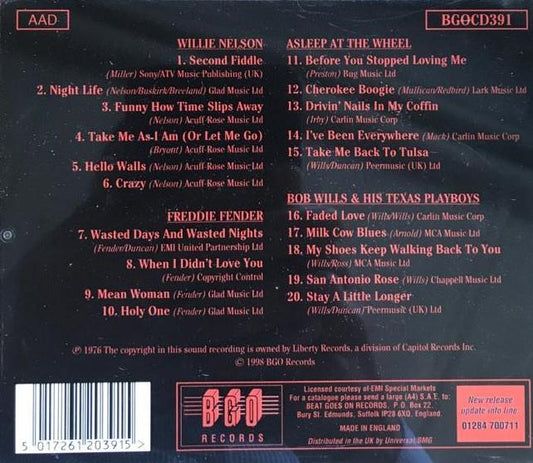 AAD
BGOCD391
WILLIE NELSON
1. Second Fiddle
(Miller) Sony/ATV Music Publishing (UK)
2. Night Life (Nelson/Buskirk/Breeland) Glad Music Ltd
3. Funny How Time Slips Away
(Nelson) Acuff-Rose Music Ltd
4. Take Me As I Am (Or Let Me Go)
(Bryant) Acuff-Rose Music Ltd
5. Hello Walls (Nelson) Acuff-Rose Music Ltd
6. Crazy (Nelson) Acuff-Rose Music Ltd
FREDDIE FENDER
7. Wasted Days And Wasted Nights
(Fender/Duncan) EMI United Partnership Ltd
8. When I Didn't Love You
(Fender) Copyright Control
9. Mean Woman (Fender) Glad Music Ltd
10. Holy One (Fender) Glad Music Ltd
ASLEEP AT THE WHEEL
11. Before You Stopped Loving Me
(Preston) Bug Music Ltd
12. Cherokee Boogie (Mullican/Redbird) Lark Music Ltd
13. Drivin' Nails In My Coffin
(Irby) Carlin Music Corp
14. I've Been Everywhere (Mack) Carlin Music Corp
15. Take Me Back To Tulsa
(Wills/Duncan) Peermusic (UK) Ltd
BOB WILLS & HIS TEXAS PLAYBOYS
16. Faded Love (Wills/Wills) Carlin Music Corp
17. Milk Cow Blues (Arnold) MCA Music Ltd
18. My Shoes Keep Walking Back To You
(Wills/Ross) MCA Music Ltd
19. San Antonio Rose (Wills) Chappell Music Ltd
20. Stay A Little Longer
(Wills/Duncan) Peermusic (UK) Ltd
℗ 1976 The copyright in this sound recording is owned by Liberty Records, a division of Capitol Records Inc.
© 1998 BGO Records
5 017261 203915 >
BGO
RECORDS
Licensed courtesy of EMI Special Markets
For a catalogue please send a large (A4) S.A.E. to:
BEAT GOES ON RECORDS, P.O. Box 22,
Bury St. Edmunds, Suffolk IP28 6XQ, England.
MADE IN ENGLAND
Distributed in the UK by Universal/BMG
New release
update info line:
01284 700711